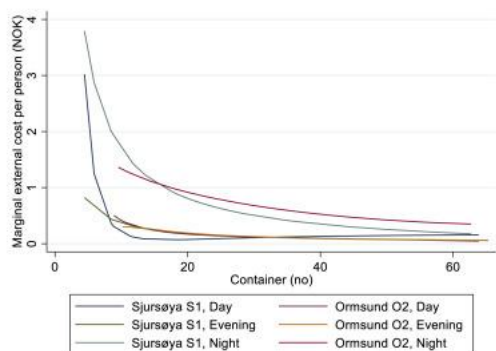 Marginal external cost per person (NOK)
4
3
2
1
0
0 20 40 60
Container (no)
Sjursøya S1, Day Ormsund O2, Day
Sjursøya S1, Evening Ormsund O2, Evening
Sjursøya S1, Night Ormsund O2, Night